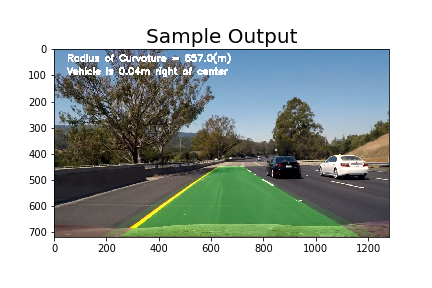 Sample Output
Radius of Curvature = 657.0(m)
Vehicle is 0.04m right of center
0
100
200
300
400
500
600
700
0 200 400 600 800 1000 1200